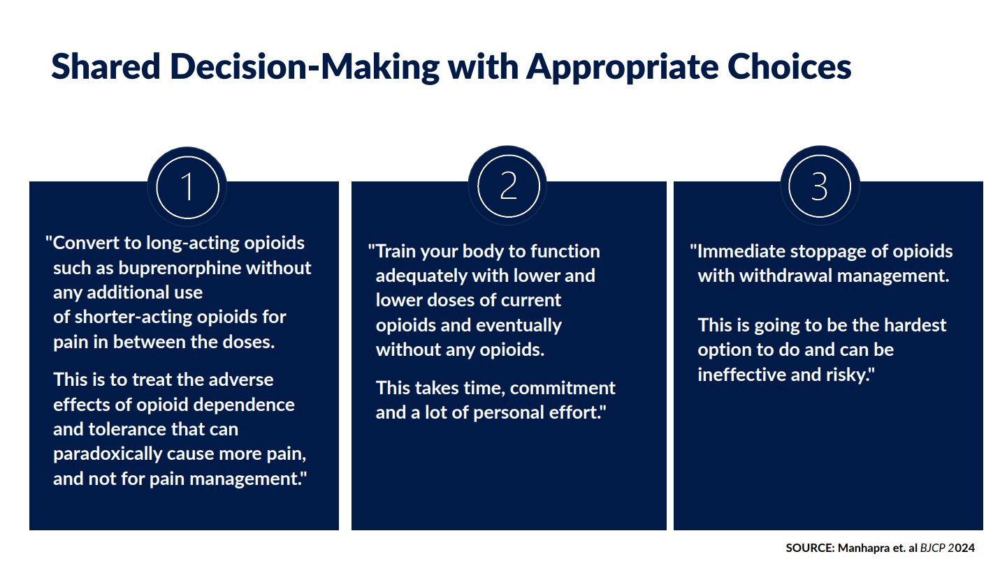 Shared Decision-Making with Appropriate Choices
1
"Convert to long-acting opioids
such as buprenorphine without
any additional use
of shorter-acting opioids for
pain in between the doses.
This is to treat the adverse
effects of opioid dependence
and tolerance that can
paradoxically cause more pain,
and not for pain management."
2
"Train your body to function
adequately with lower and
lower doses of current
opioids and eventually
without any opioids.
This takes time, commitment
and a lot of personal effort."
3
"Immediate stoppage of opioids
with withdrawal management.
This is going to be the hardest
option to do and can be
ineffective and risky."
SOURCE: Manhapra et. al BJCP 2024